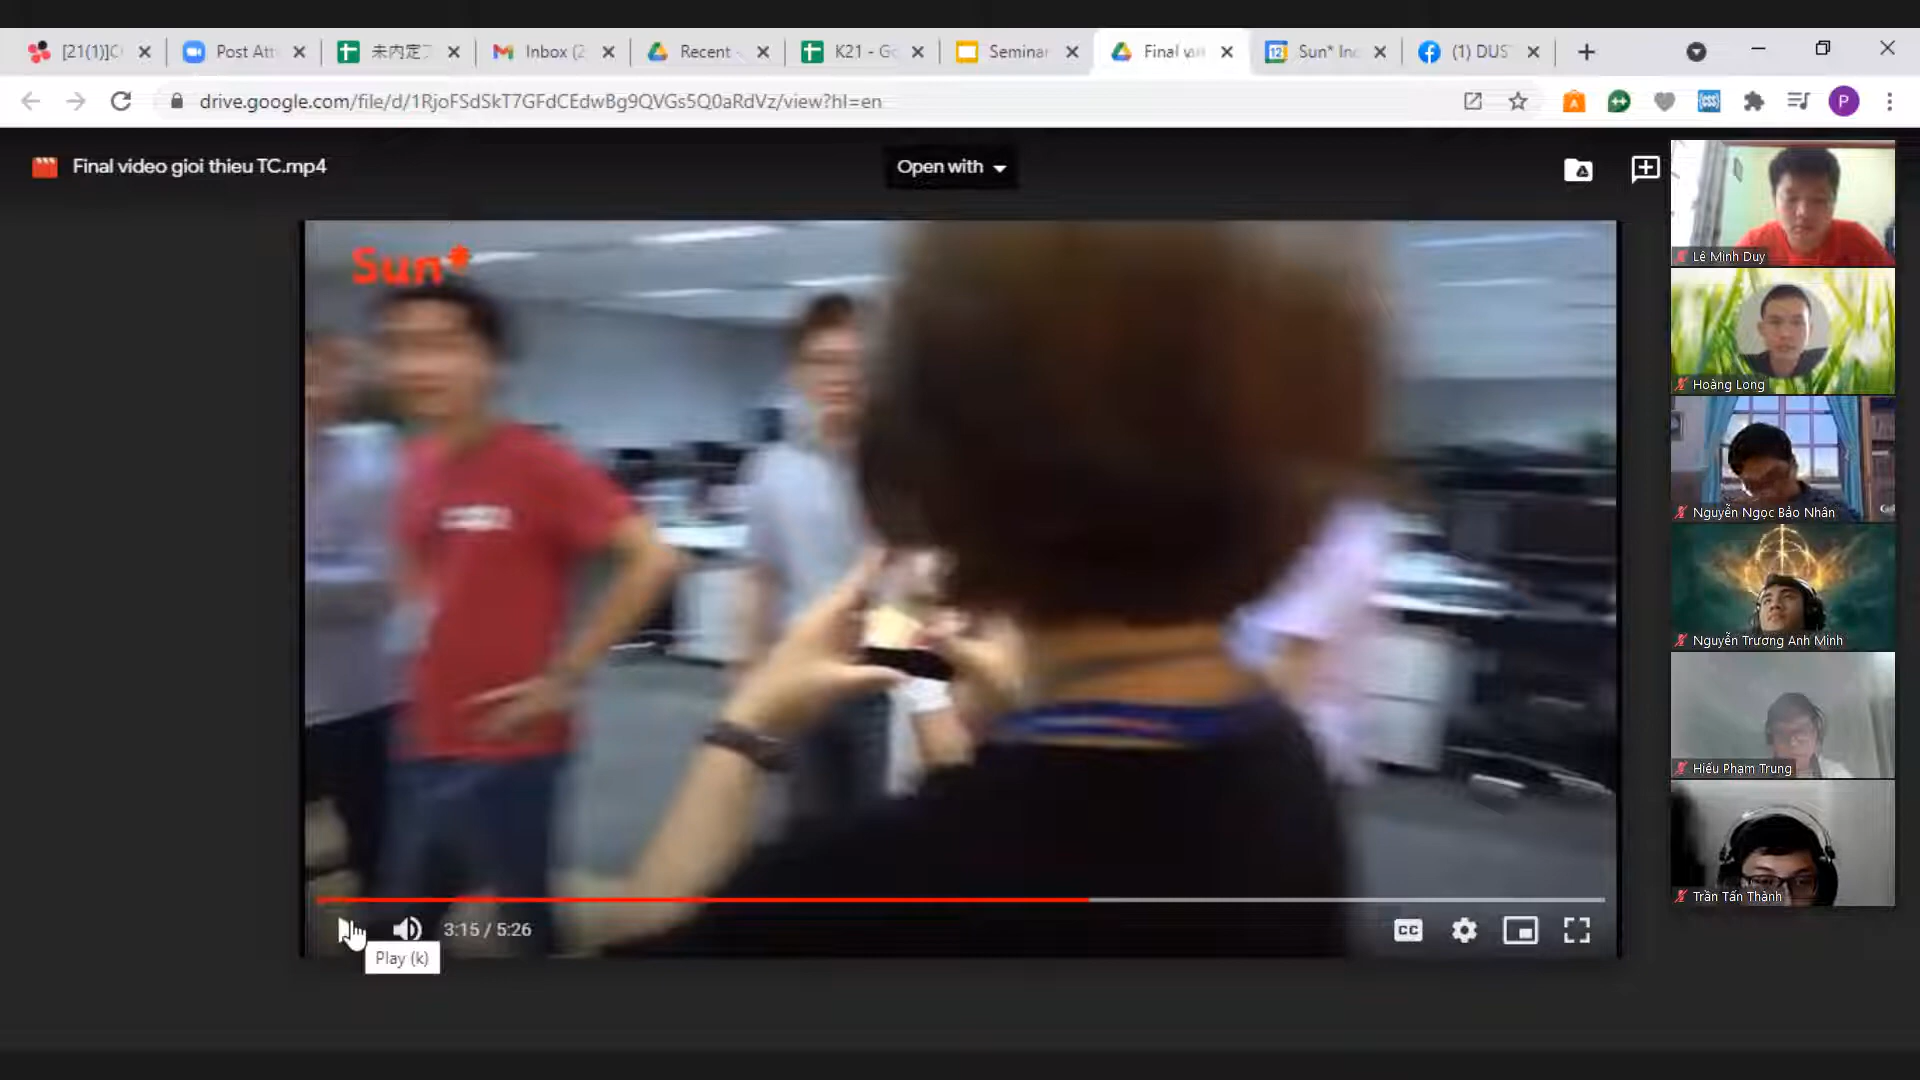 [21(1)]C
Post Att
未内定フ
Inbox (2
Recent -
K21 - Go
Seminar
Final vid
Sun* Inc
(1) DUS
drive.google.com/file/d/1RjoFSdSkT7GFdCEdwBg9QVGs5Q0aRdVz/view?hl=en
P
Final video gioi thieu TC.mp4
Open with
Sun*
3:15 / 5:26
CC
Play (k)
Lê Minh Duy
Hoàng Long
Nguyễn Ngọc Bảo Nhân
Nguyễn Trương Anh Minh
Hiếu Phạm Trung
Trần Tấn Thành